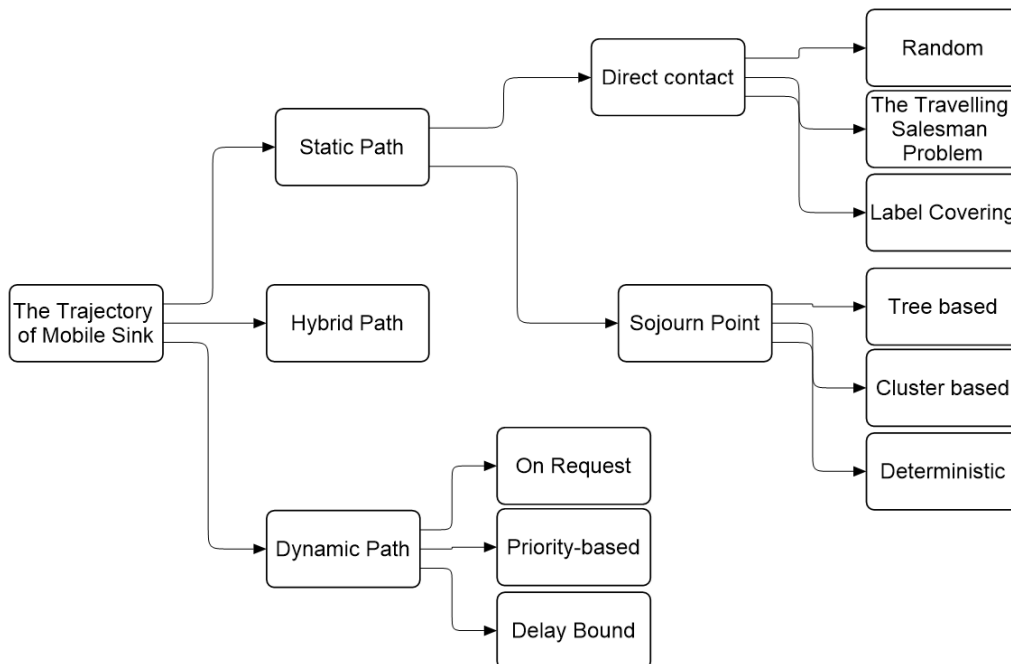 Random
Direct contact
The Travelling
Salesman
Problem
Static Path
Label Covering
The Trajectory
of Mobile Sink
Hybrid Path
Sojourn Point
Tree based
Cluster based
On Request
Deterministic
Dynamic Path
Priority-based
Delay Bound